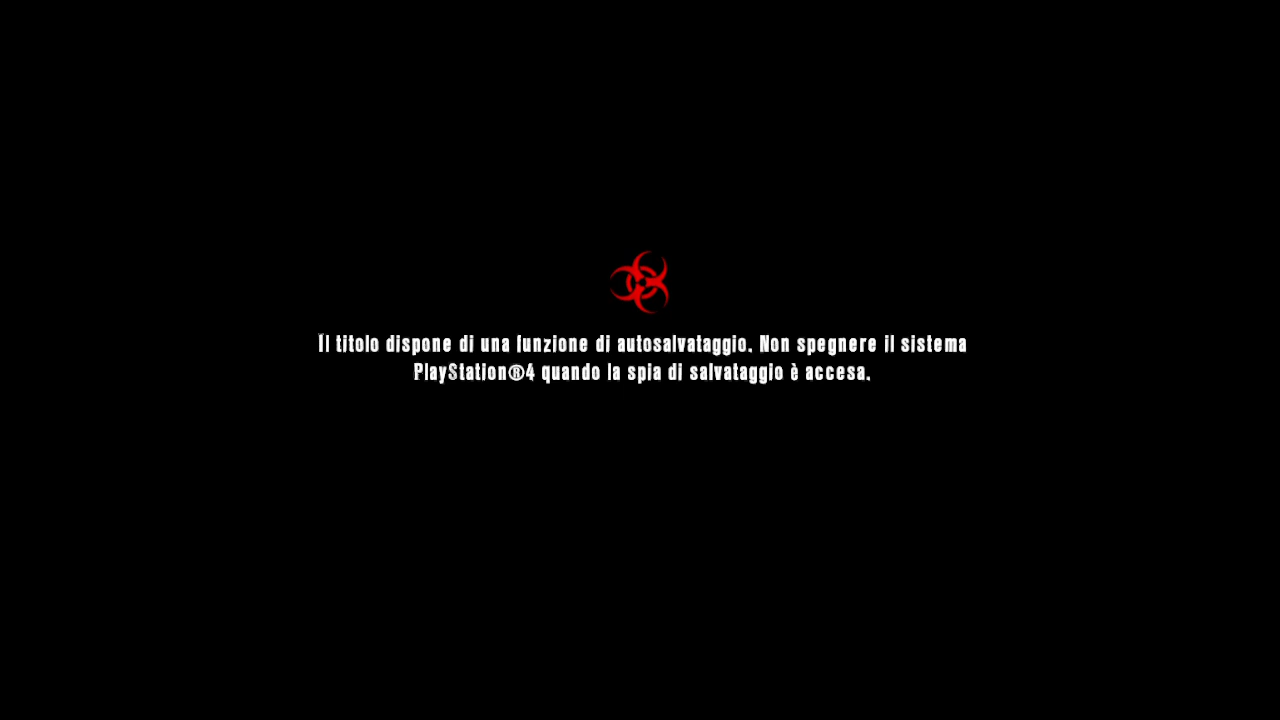 Il titolo dispone di una funzione di autosalvataggio. Non spegnere il sistema
PlayStation®4 quando la spia di salvataggio è accesa.